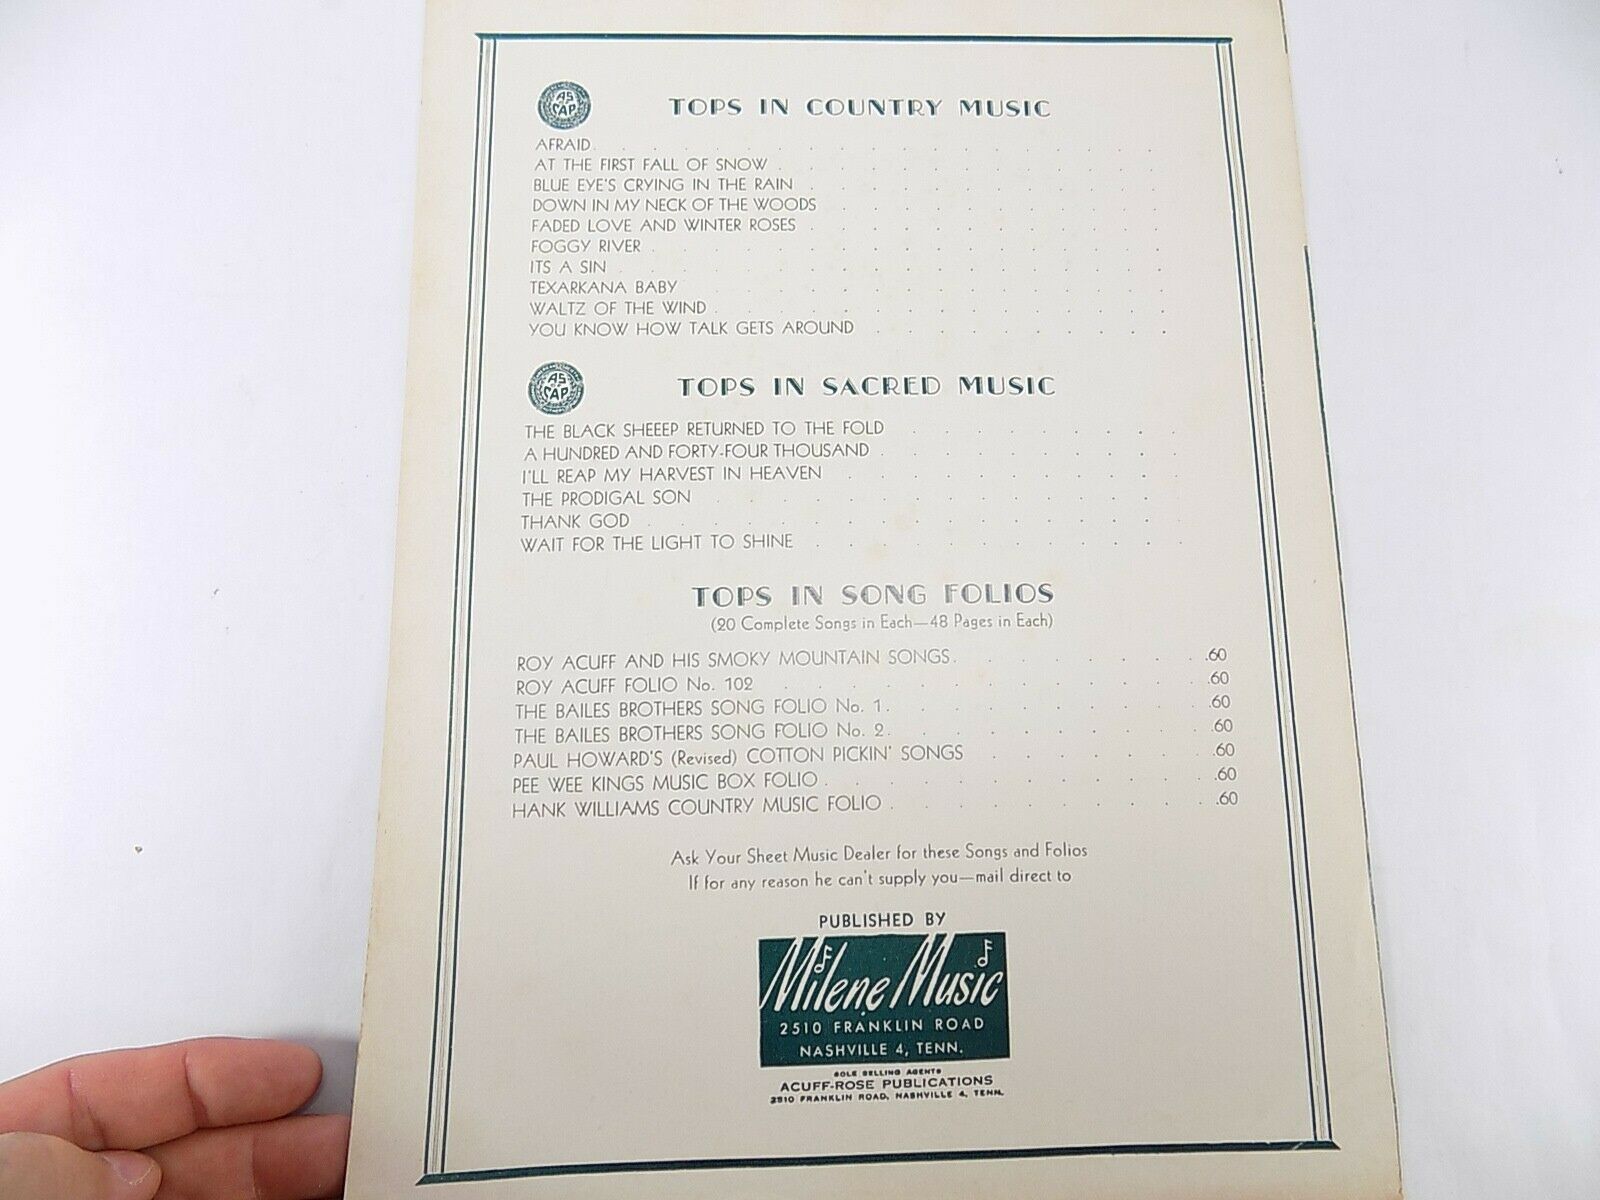 AS CAP
TOPS IN COUNTRY MUSIC
AFRAID
AT THE FIRST FALL OF SNOW
BLUE EYE'S CRYING IN THE RAIN
DOWN IN MY NECK OF THE WOODS
FADED LOVE AND WINTER ROSES
FOGGY RIVER
ITS A SIN
TEXARKANA BABY
WALTZ OF THE WIND
YOU KNOW HOW TALK GETS AROUND
AS CAP
TOPS IN SACRED MUSIC
THE BLACK SHEEEP RETURNED TO THE FOLD
A HUNDRED AND FORTY-FOUR THOUSAND
I'LL REAP MY HARVEST IN HEAVEN
THE PRODIGAL SON
THANK GOD
WAIT FOR THE LIGHT TO SHINE
TOPS IN SONG FOLIOS
(20 Complete Songs in Each—48 Pages in Each)
ROY ACUFF AND HIS SMOKY MOUNTAIN SONGS .60
ROY ACUFF FOLIO No. 102 .60
THE BAILES BROTHERS SONG FOLIO No. 1 .60
THE BAILES BROTHERS SONG FOLIO No. 2 .60
PAUL HOWARD'S (Revised) COTTON PICKIN' SONGS .60
PEE WEE KINGS MUSIC BOX FOLIO .60
HANK WILLIAMS COUNTRY MUSIC FOLIO .60
Ask Your Sheet Music Dealer for these Songs and Folios
If for any reason he can't supply you—mail direct to
PUBLISHED BY
Milene Music
2510 FRANKLIN ROAD
NASHVILLE 4, TENN.
SOLE SELLING AGENTS
ACUFF-ROSE PUBLICATIONS
2510 FRANKLIN ROAD, NASHVILLE 4, TENN.